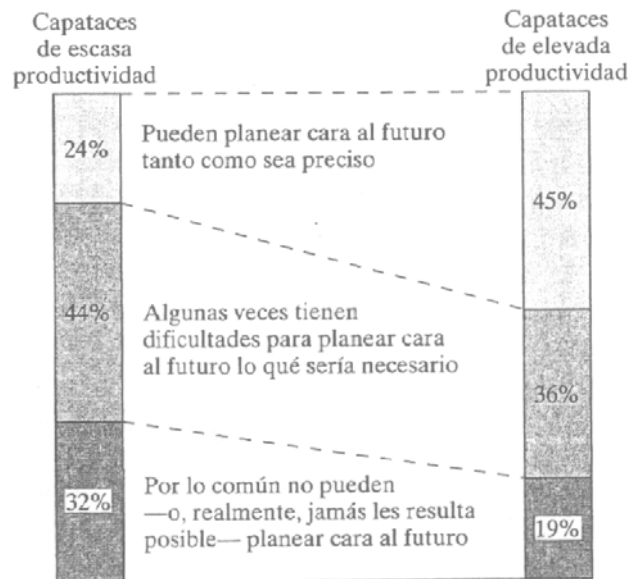 Capataces
de escasa
productividad
Capataces
de elevada
productividad
24%
Pueden planear cara al futuro
tanto como sea preciso
45%
44%
Algunas veces tienen
dificultades para planear cara
al futuro lo qué sería necesario
36%
32%
Por lo común no pueden
—o, realmente, jamás les resulta
posible— planear cara al futuro
19%